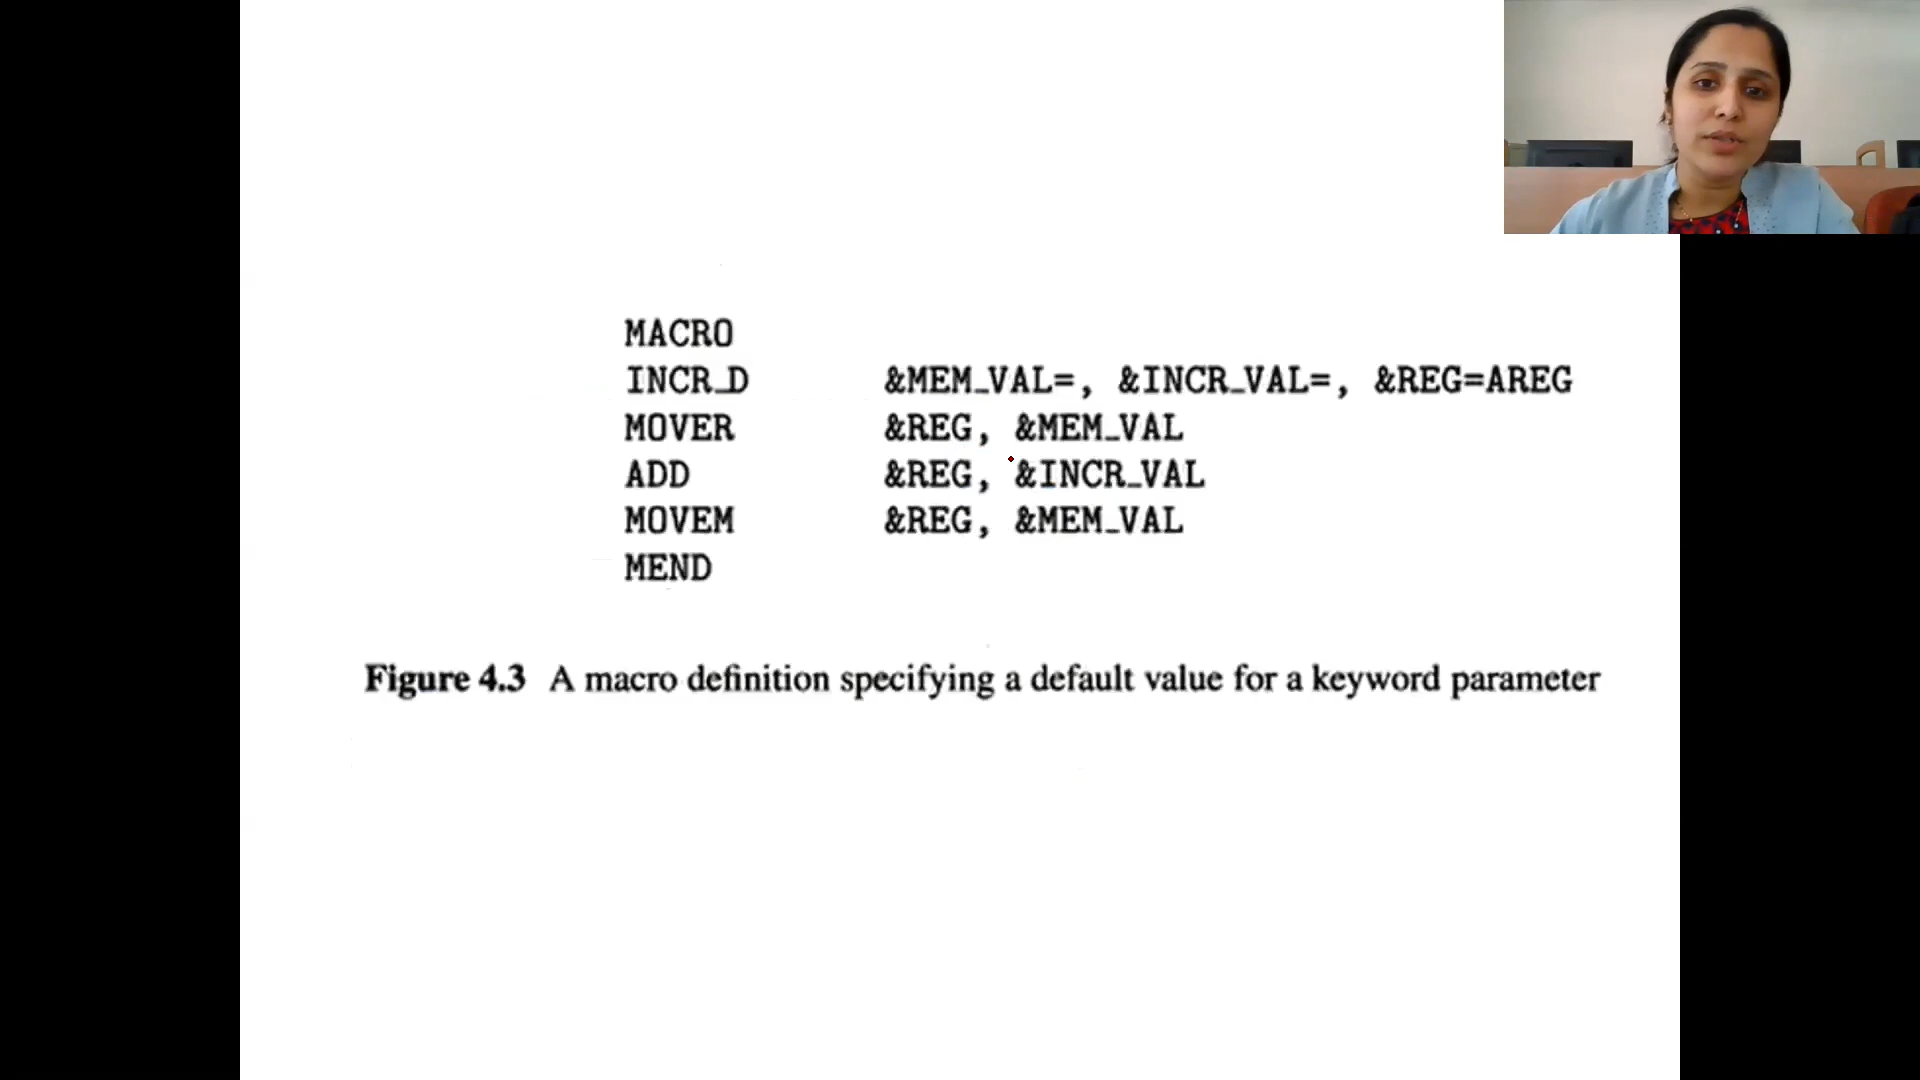 MACRO
INCR_D &MEM_VAL=, &INCR_VAL=, &REG=AREG
MOVER &REG, &MEM_VAL
ADD &REG, &INCR_VAL
MOVEM &REG, &MEM_VAL
MEND
Figure 4.3 A macro definition specifying a default value for a keyword parameter